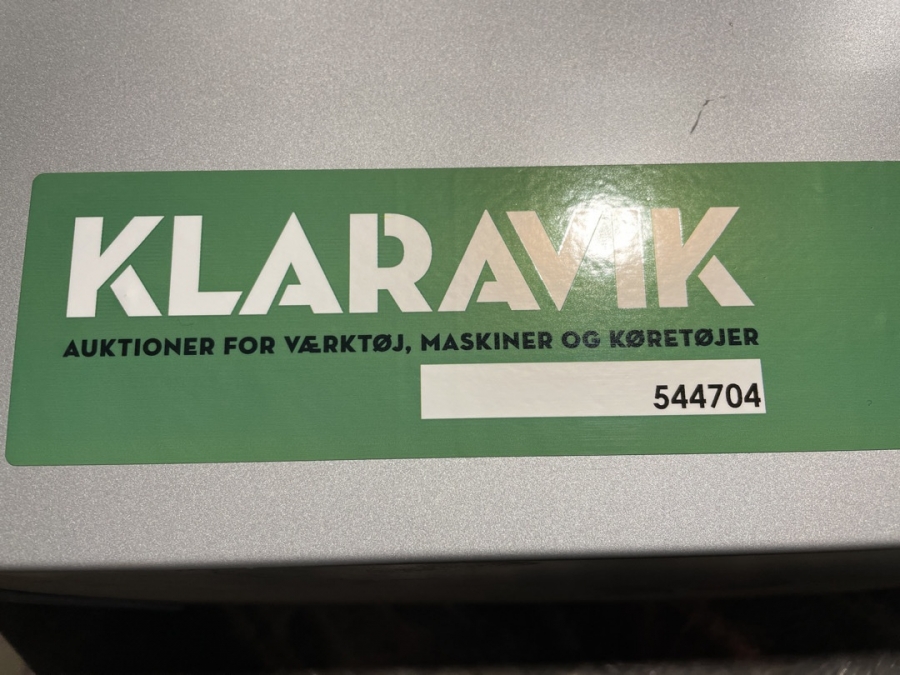 KLARAVIK
AUKTIONER FOR VÆRKTØJ, MASKINER OG KØRETØJER
544704